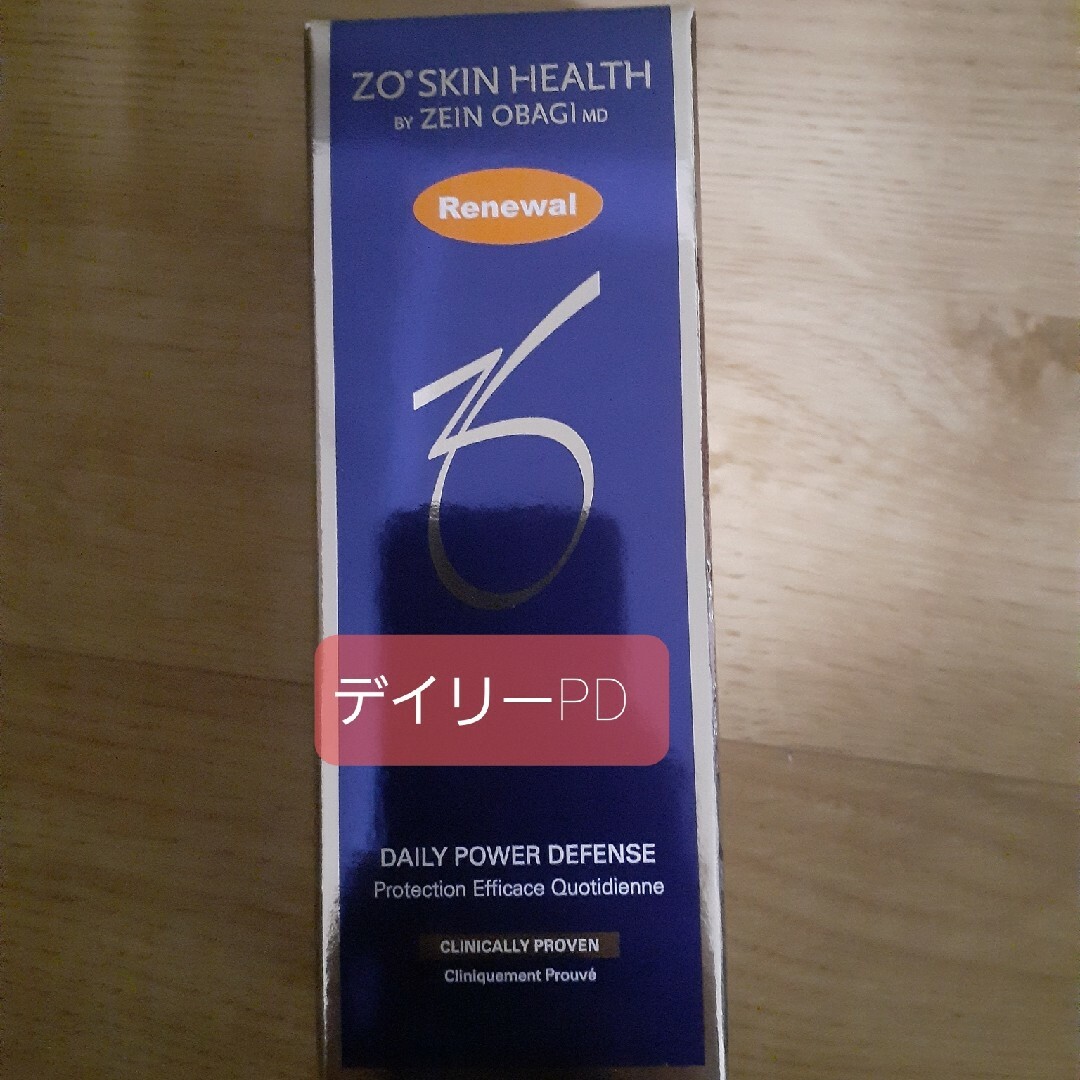 ZO® SKIN HEALTH
BY ZEIN OBAGI MD
Renewal
デイリーPD
DAILY POWER DEFENSE
Protection Efficace Quotidienne
CLINICALLY PROVEN
Cliniquement Prouvé